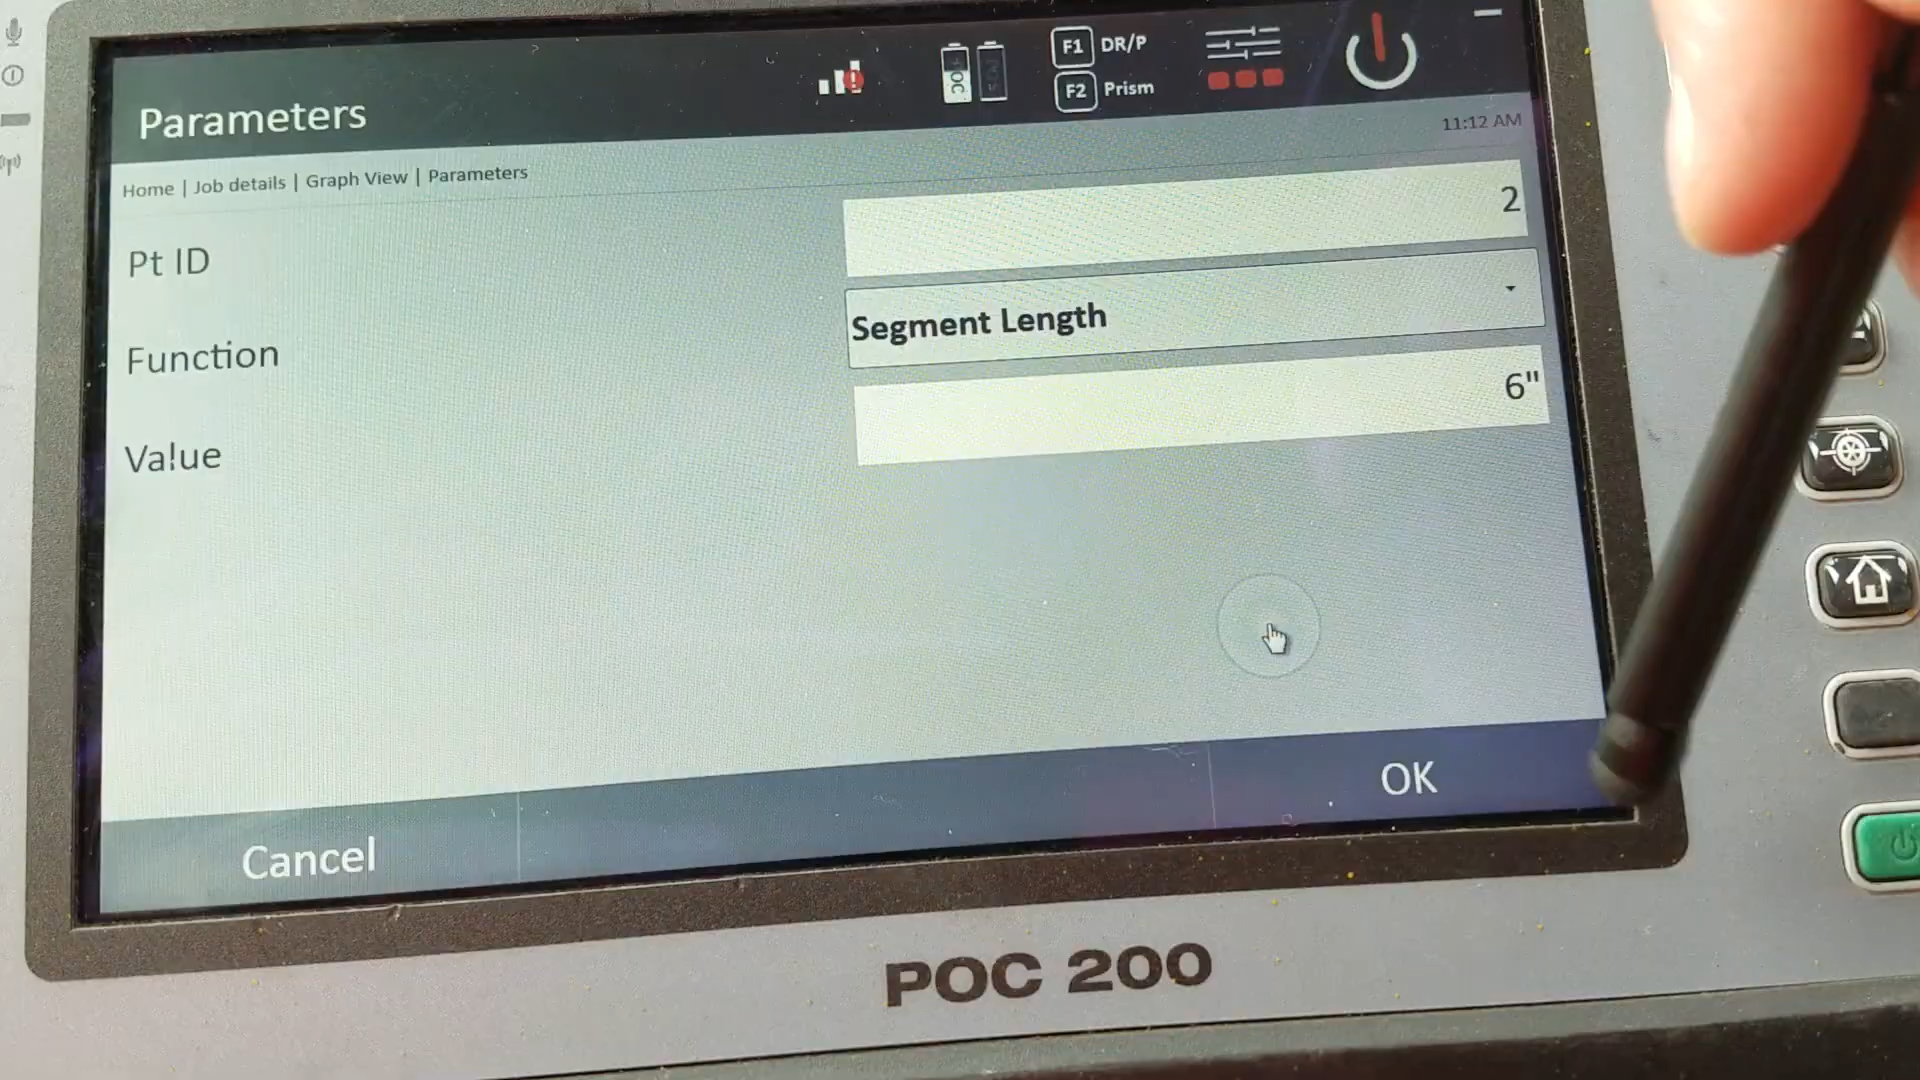 F1 DR/P
POC
F2 Prism
Parameters
11:12 AM
Home | Job details | Graph View | Parameters
Pt ID
2
Function
Segment Length
Value
6"
Cancel
OK
POC 200